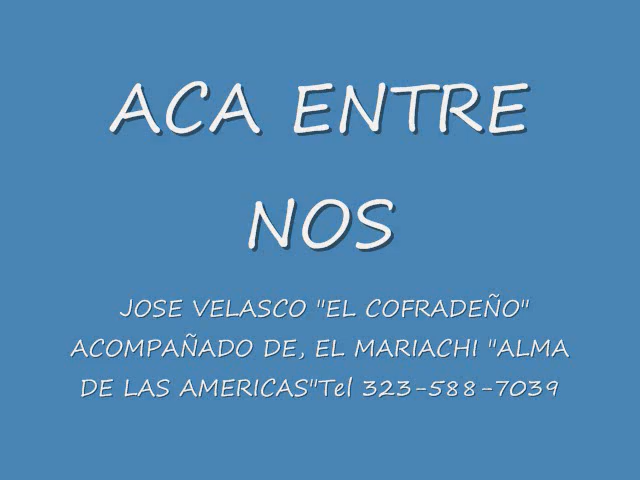 ACA ENTRE
NOS
JOSE VELASCO "EL COFRADEÑO"
ACOMPAÑADO DE, EL MARIACHI "ALMA
DE LAS AMERICAS"Tel 323-588-7039